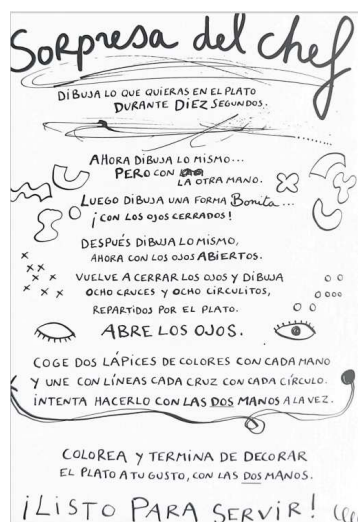 Sorpresa del chef
DIBUJA LO QUE QUIERAS EN EL PLATO
DURANTE DIEZ SEGUNDOS.
AHORA DIBUJA LO MISMO...
PERO CON
LA OTRA MANO.
LUEGO DIBUJA UNA FORMA Bonita...
¡CON LOS OJOS CERRADOS!
DESPUÉS DIBUJA LO MISMO,
AHORA CON LOS OJOS ABIERTOS.
VUELVE A CERRAR LOS OJOS Y DIBUJA
OCHO CRUCES Y OCHO CIRCULITOS,
REPARTIDOS POR EL PLATO.
ABRE LOS OJOS.
COGE DOS LÁPICES DE COLORES CON CADA MANO
Y UNE CON LÍNEAS CADA CRUZ CON CADA CÍRCULO.
INTENTA HACERLO CON LAS DOS MANOS A LA VEZ.
COLOREA Y TERMINA DE DECORAR
EL PLATO A TU GUSTO, CON LAS DOS MANOS.
¡LISTO PARA SERVIR!